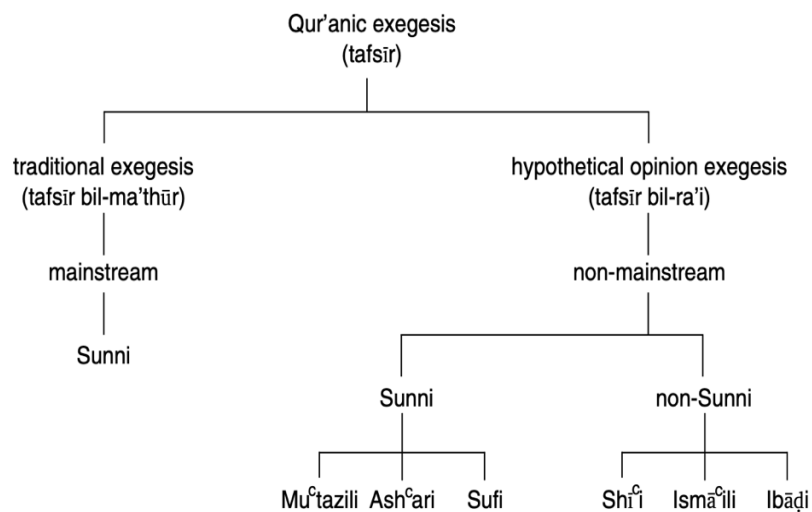 Qur'anic exegesis
(tafsīr)
traditional exegesis
(tafsīr bil-ma'thūr)
hypothetical opinion exegesis
(tafsīr bil-ra'i)
mainstream
non-mainstream
Sunni
Sunni
non-Sunni
Muᶜtazili
Ashᶜari
Sufi
Shīᶜi
Ismāᶜili
Ibāḍi